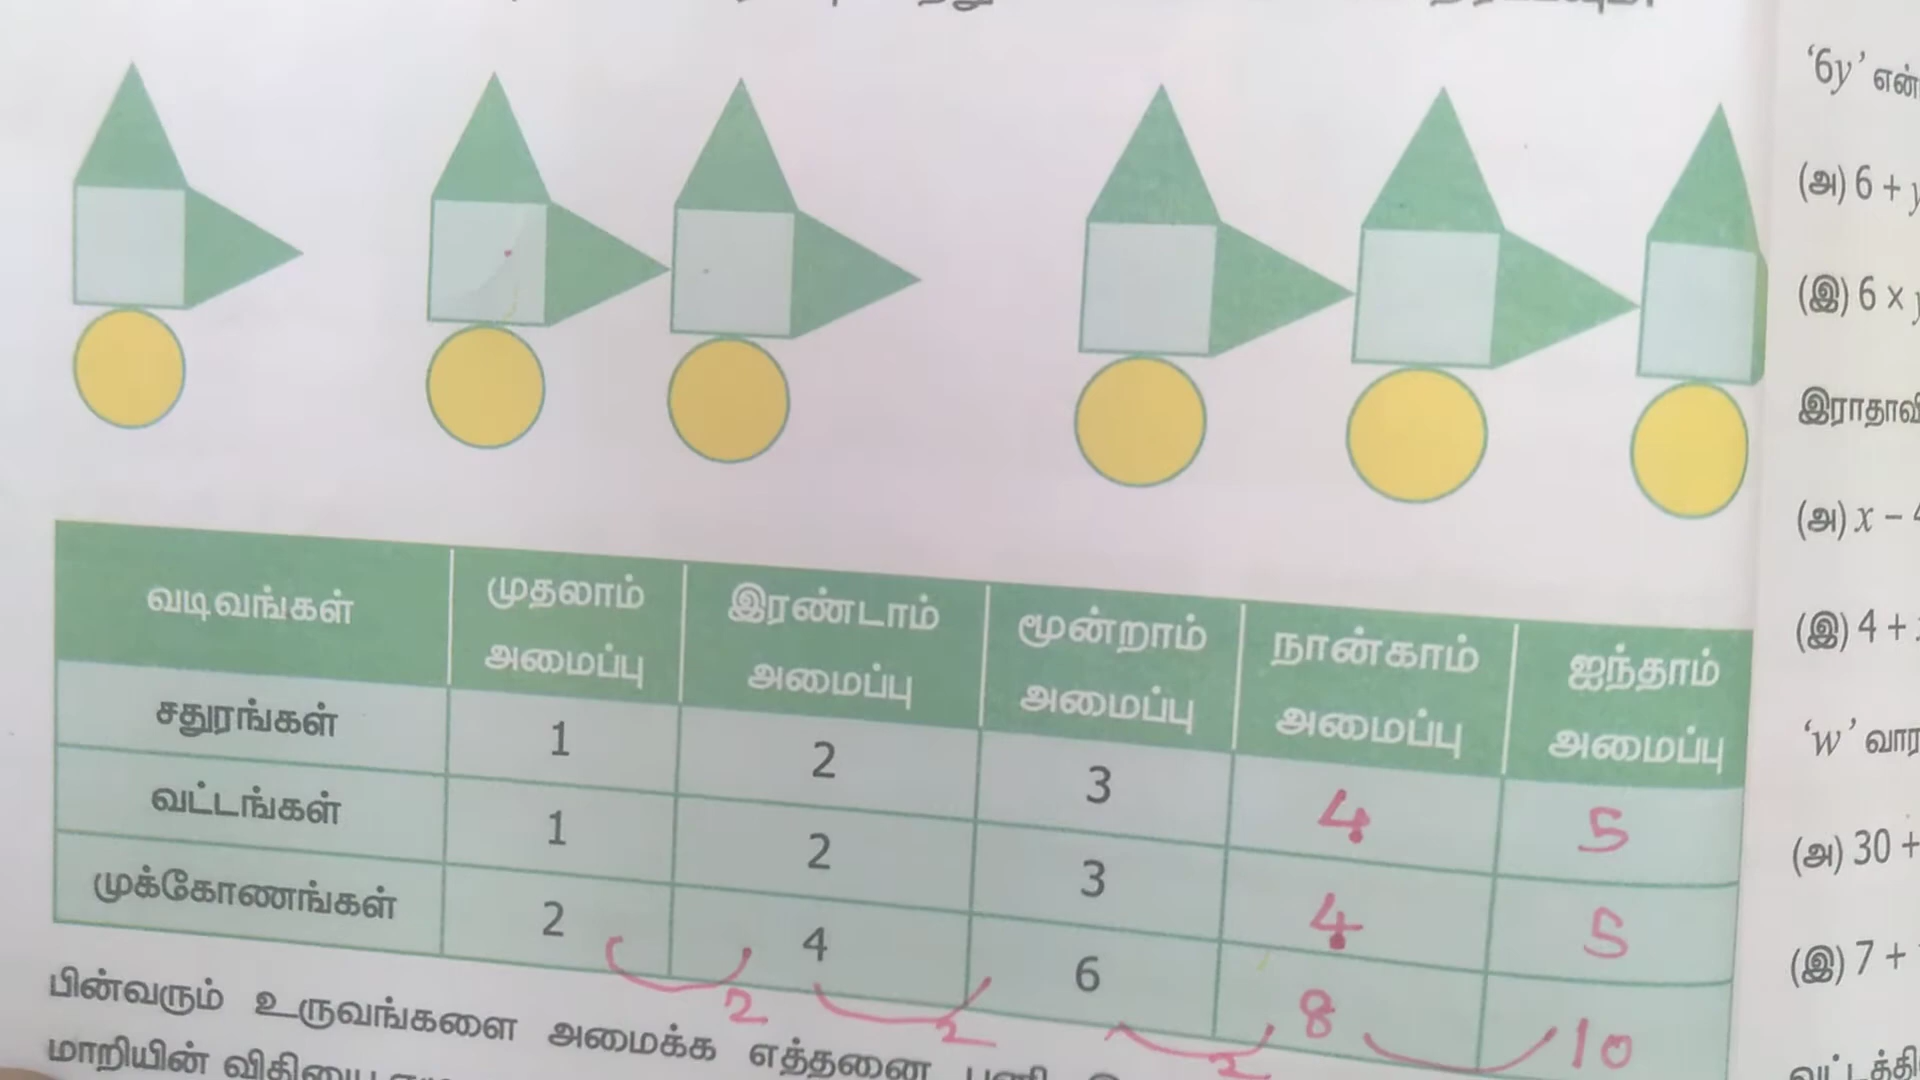 ‘6y’
(அ) 6 +
(இ) 6 ×
(அ) x –
(இ) 4 +
‘w’
(அ) 30 +
(இ) 7 +
வடிவங்கள் முதலாம் அமைப்பு இரண்டாம் அமைப்பு மூன்றாம் அமைப்பு நான்காம் அமைப்பு ஐந்தாம் அமைப்பு
சதுரங்கள் 1 2 3 4 5
வட்டங்கள் 1 2 3 4 5
முக்கோணங்கள் 2 4 6 8 10
2 2 2
பின்வரும் உருவங்களை அமைக்க எத்தனை
மாறியின் விதியை